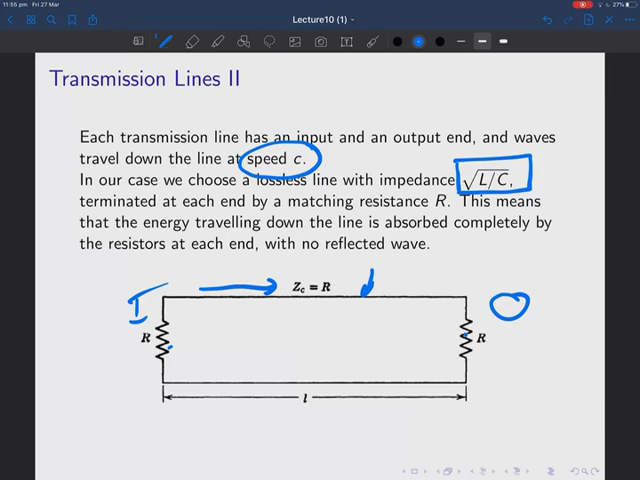 11:55 pm Fri 27 Mar
27%
Lecture10 (1)
Transmission Lines II
Each transmission line has an input and an output end, and waves
travel down the line at speed c.
In our case we choose a lossless line with impedance √L/C,
terminated at each end by a matching resistance R. This means
that the energy travelling down the line is absorbed completely by
the resistors at each end, with no reflected wave.
I
Zc = R
O
R
R
l